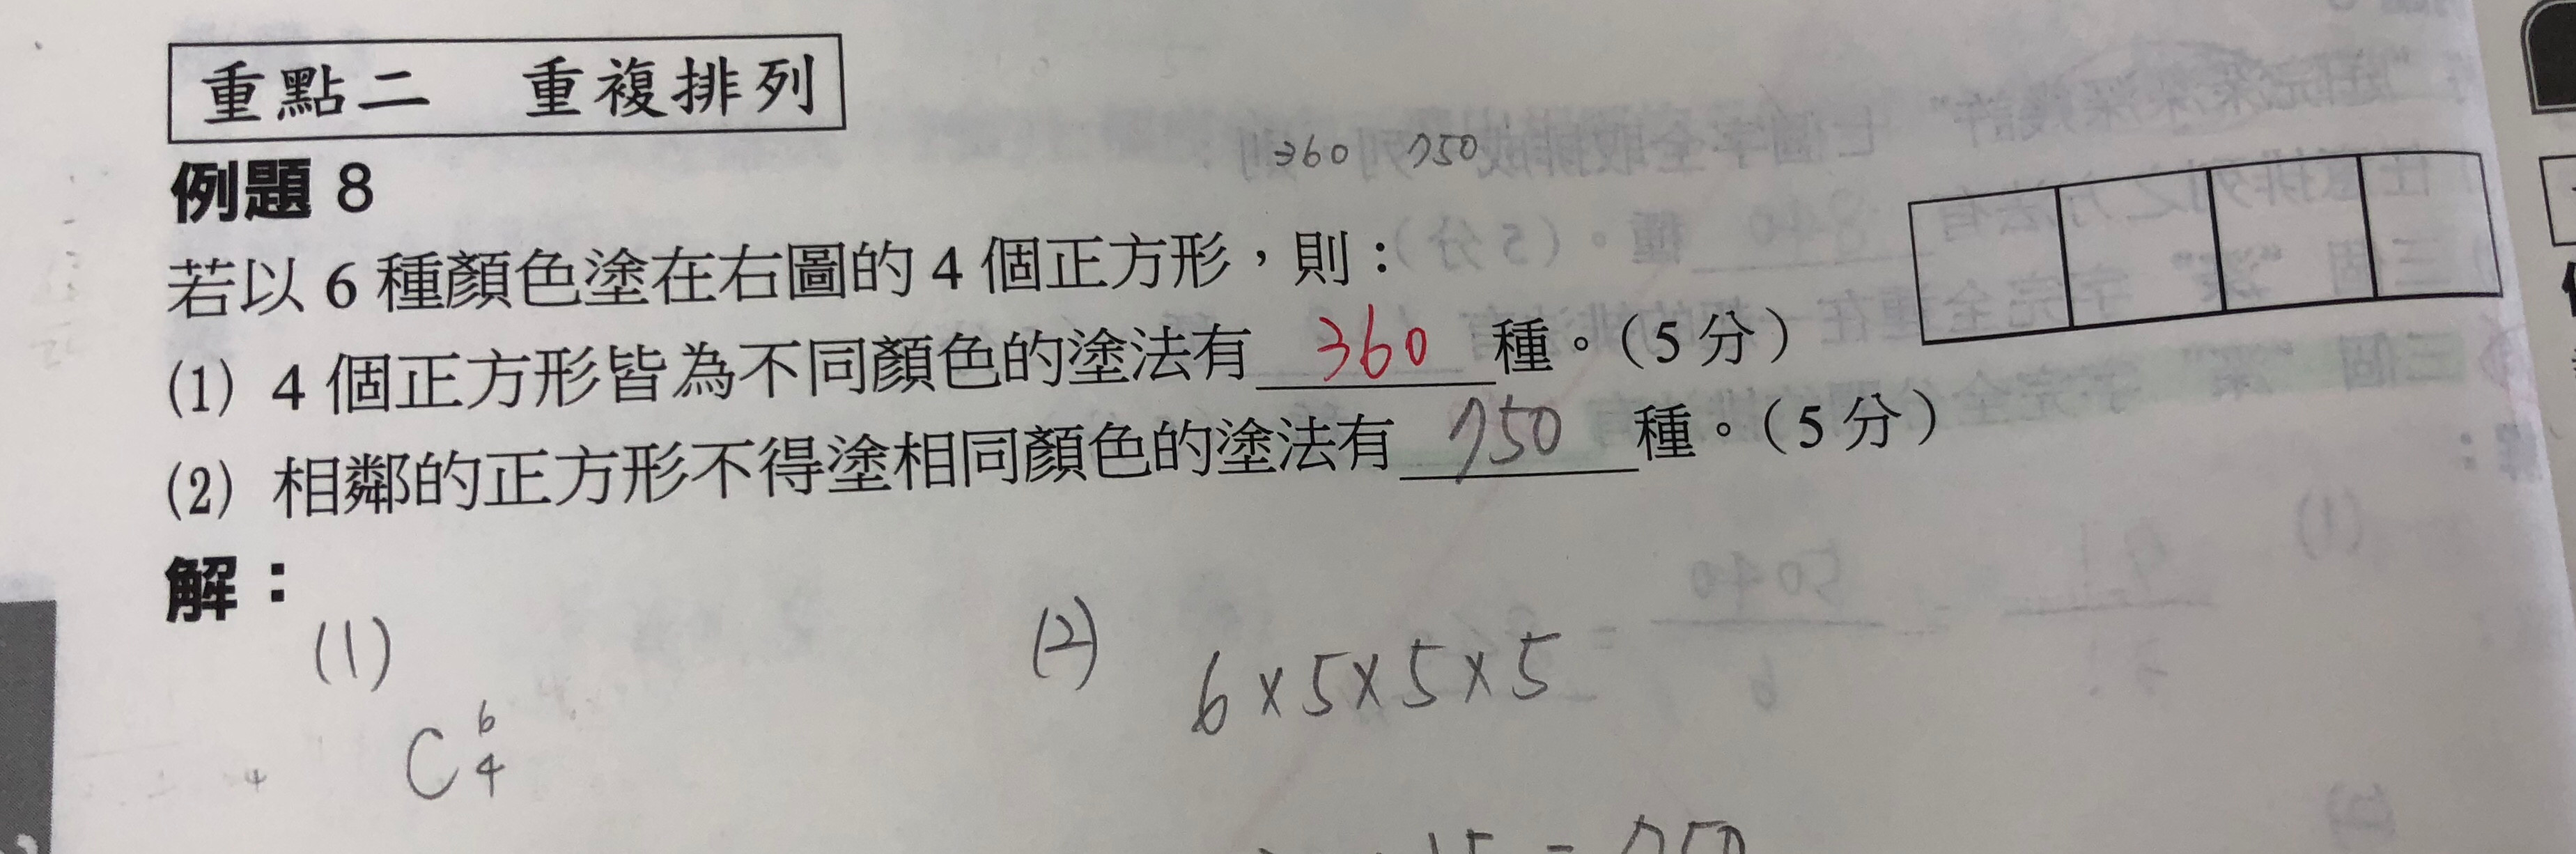 重點二 重複排列
360 750
例題 8
若以 6 種顏色塗在右圖的 4 個正方形，則：
(1) 4 個正方形皆為不同顏色的塗法有 360 種。（5 分）
(2) 相鄰的正方形不得塗相同顏色的塗法有 750 種。（5 分）
解：
(1)
C 6 4
(2)
6×5×5×5
= 750